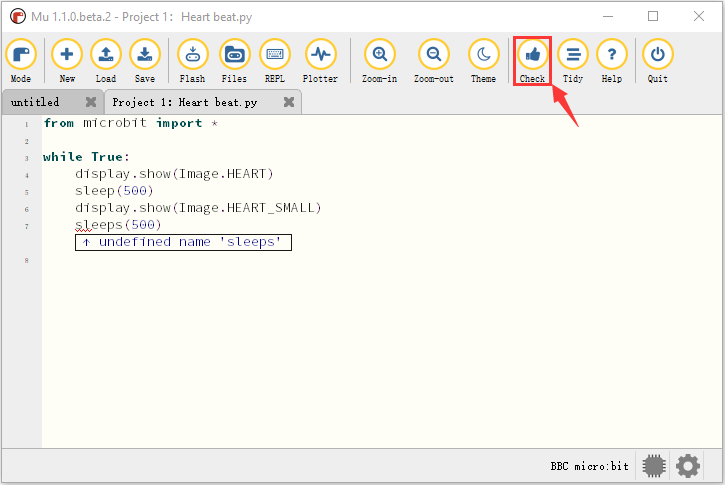 Mu 1.1.0.beta.2 - Project 1： Heart beat.py
Mode New Load Save Flash Files REPL Plotter Zoom-in Zoom-out Theme Check Tidy Help Quit
untitled Project 1: Heart beat.py
1 from microbit import *
2
3 while True:
4 display.show(Image.HEART)
5 sleep(500)
6 display.show(Image.HEART_SMALL)
7 sleeps(500)
↑ undefined name 'sleeps'
8
BBC micro:bit